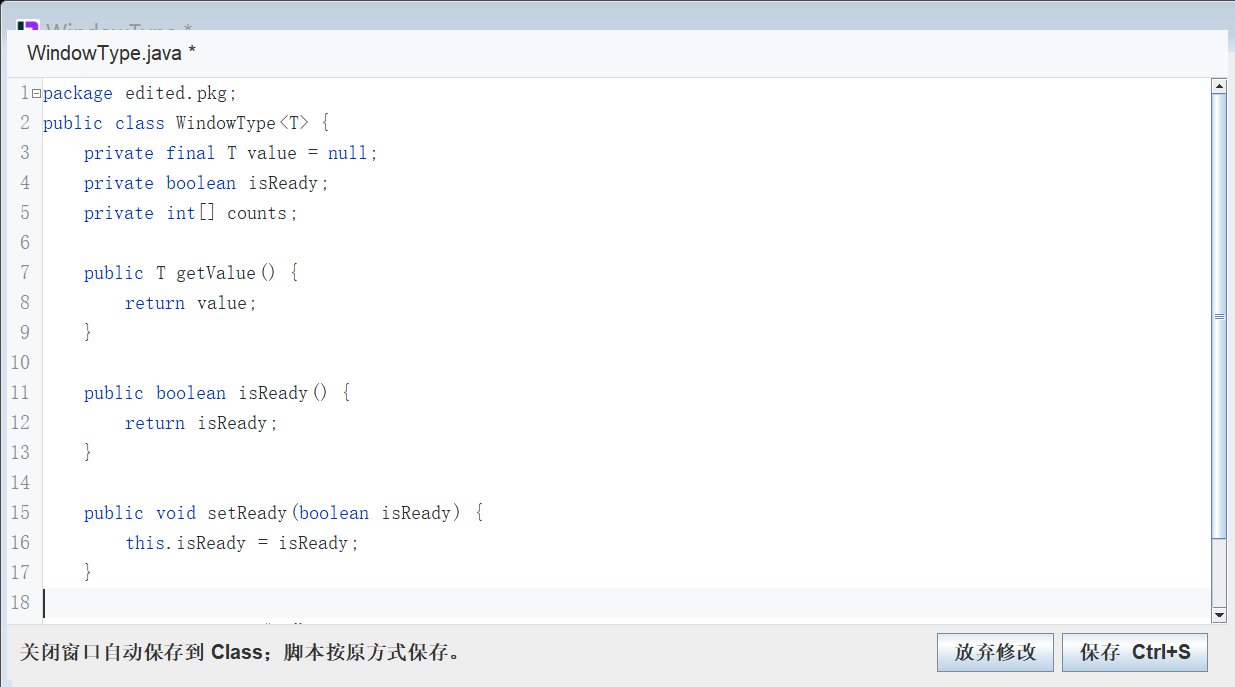 WindowType.java *
1 package edited.pkg;
2 public class WindowType<T> {
3     private final T value = null;
4     private boolean isReady;
5     private int[] counts;
6
7     public T getValue() {
8         return value;
9     }
10
11     public boolean isReady() {
12         return isReady;
13     }
14
15     public void setReady(boolean isReady) {
16         this.isReady = isReady;
17     }
18
关闭窗口自动保存到 Class；脚本按原方式保存。
放弃修改
保存 Ctrl+S